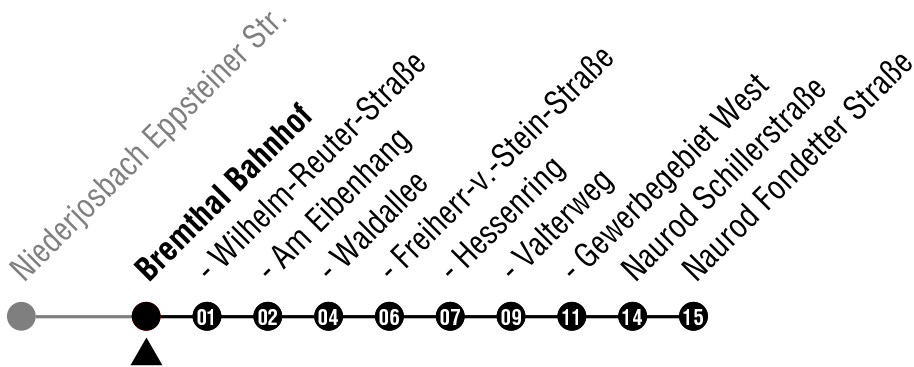 Niederjosbach Eppsteiner Str.
Bremthal Bahnhof
- Wilhelm-Reuter-Straße
- Am Eibenhang
- Waldallee
- Freiherr-v.-Stein-Straße
- Hessenring
- Valterweg
- Gewerbegebiet West
Naurod Schillerstraße
Naurod Fondetter Straße
01 02 04 06 07 09 11 14 15